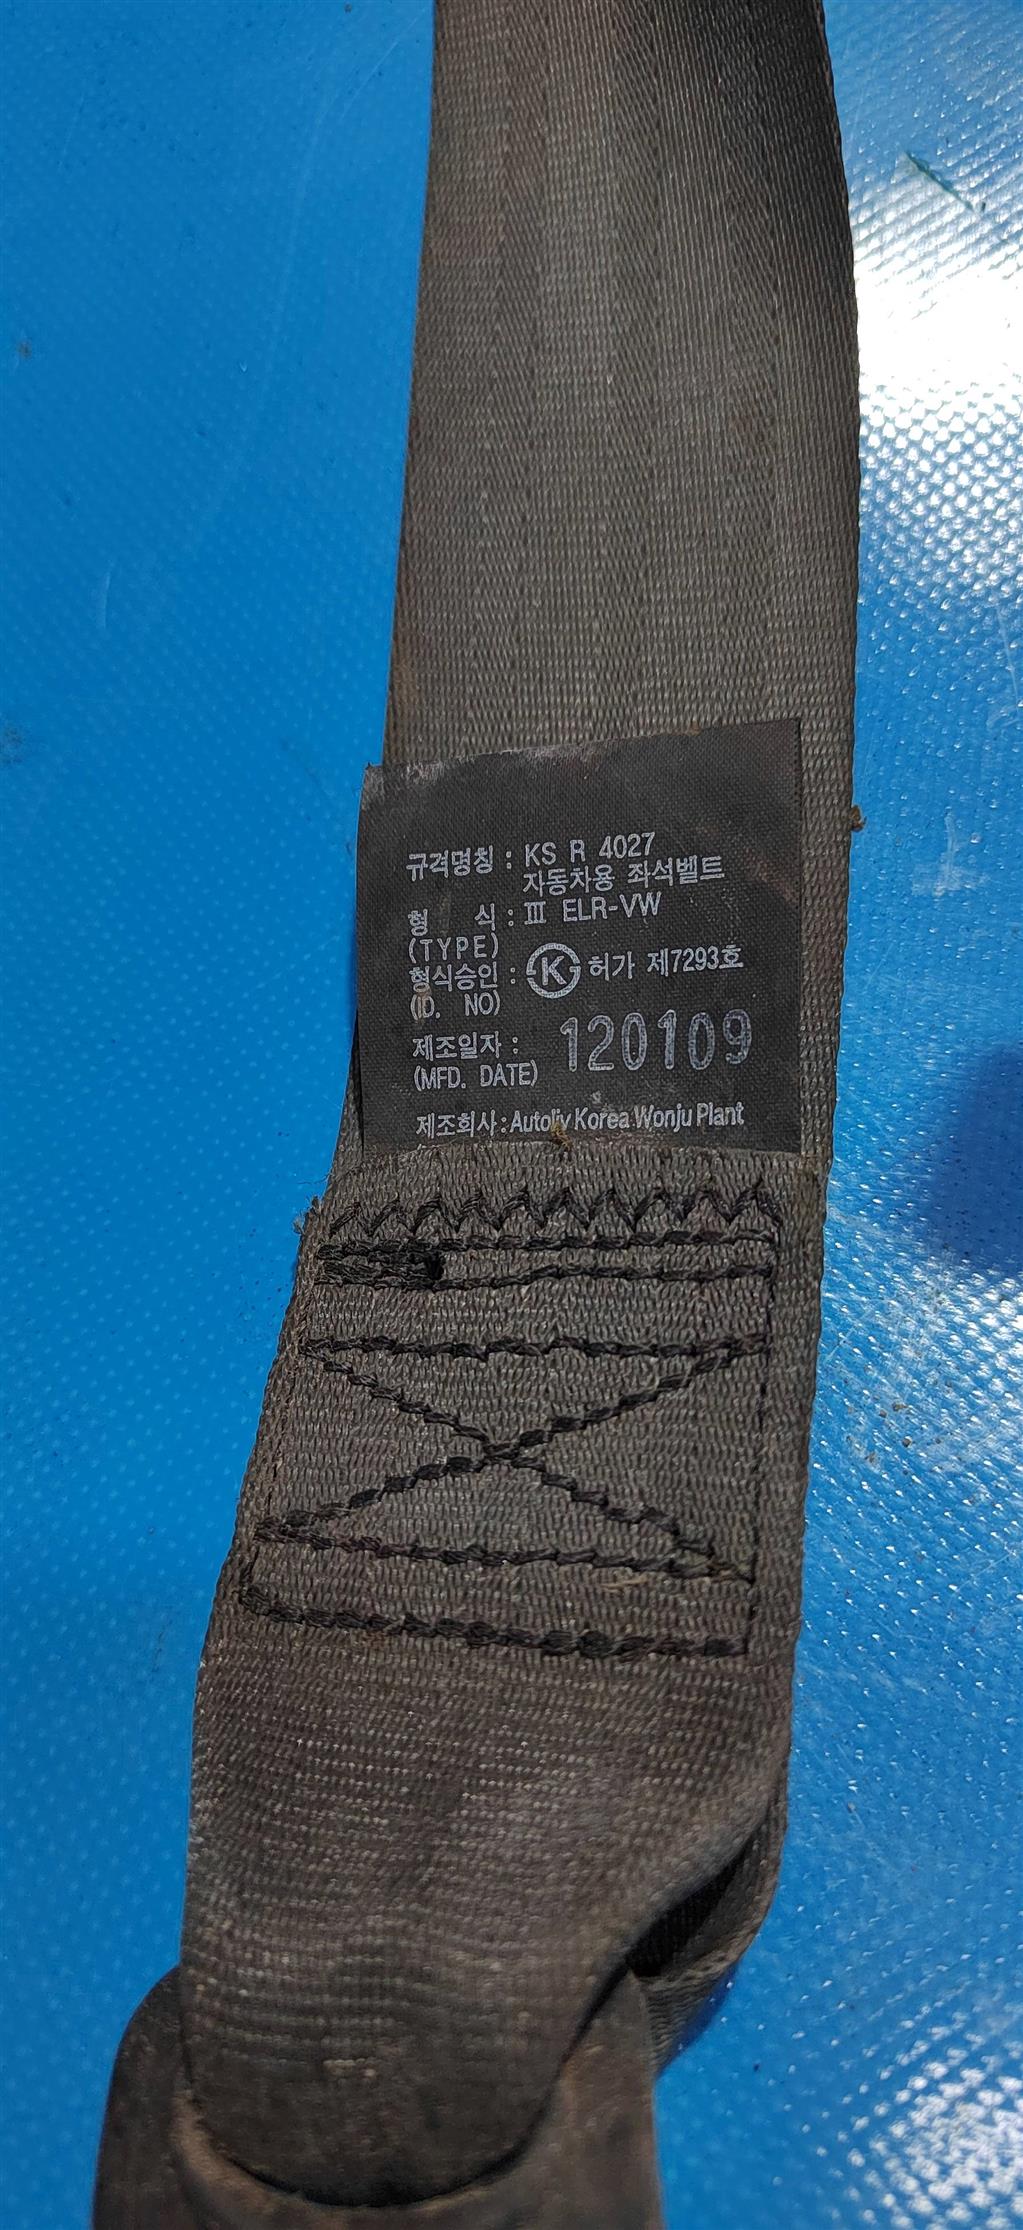 규격명칭 : KS R 4027
자동차용 좌석벨트
형 식 : Ⅲ ELR-VW
(TYPE)
형식승인 : K 허가 제7293호
(ID. NO)
제조일자 : 120109
(MFD. DATE)
제조회사 : Autoliv Korea Wonju Plant